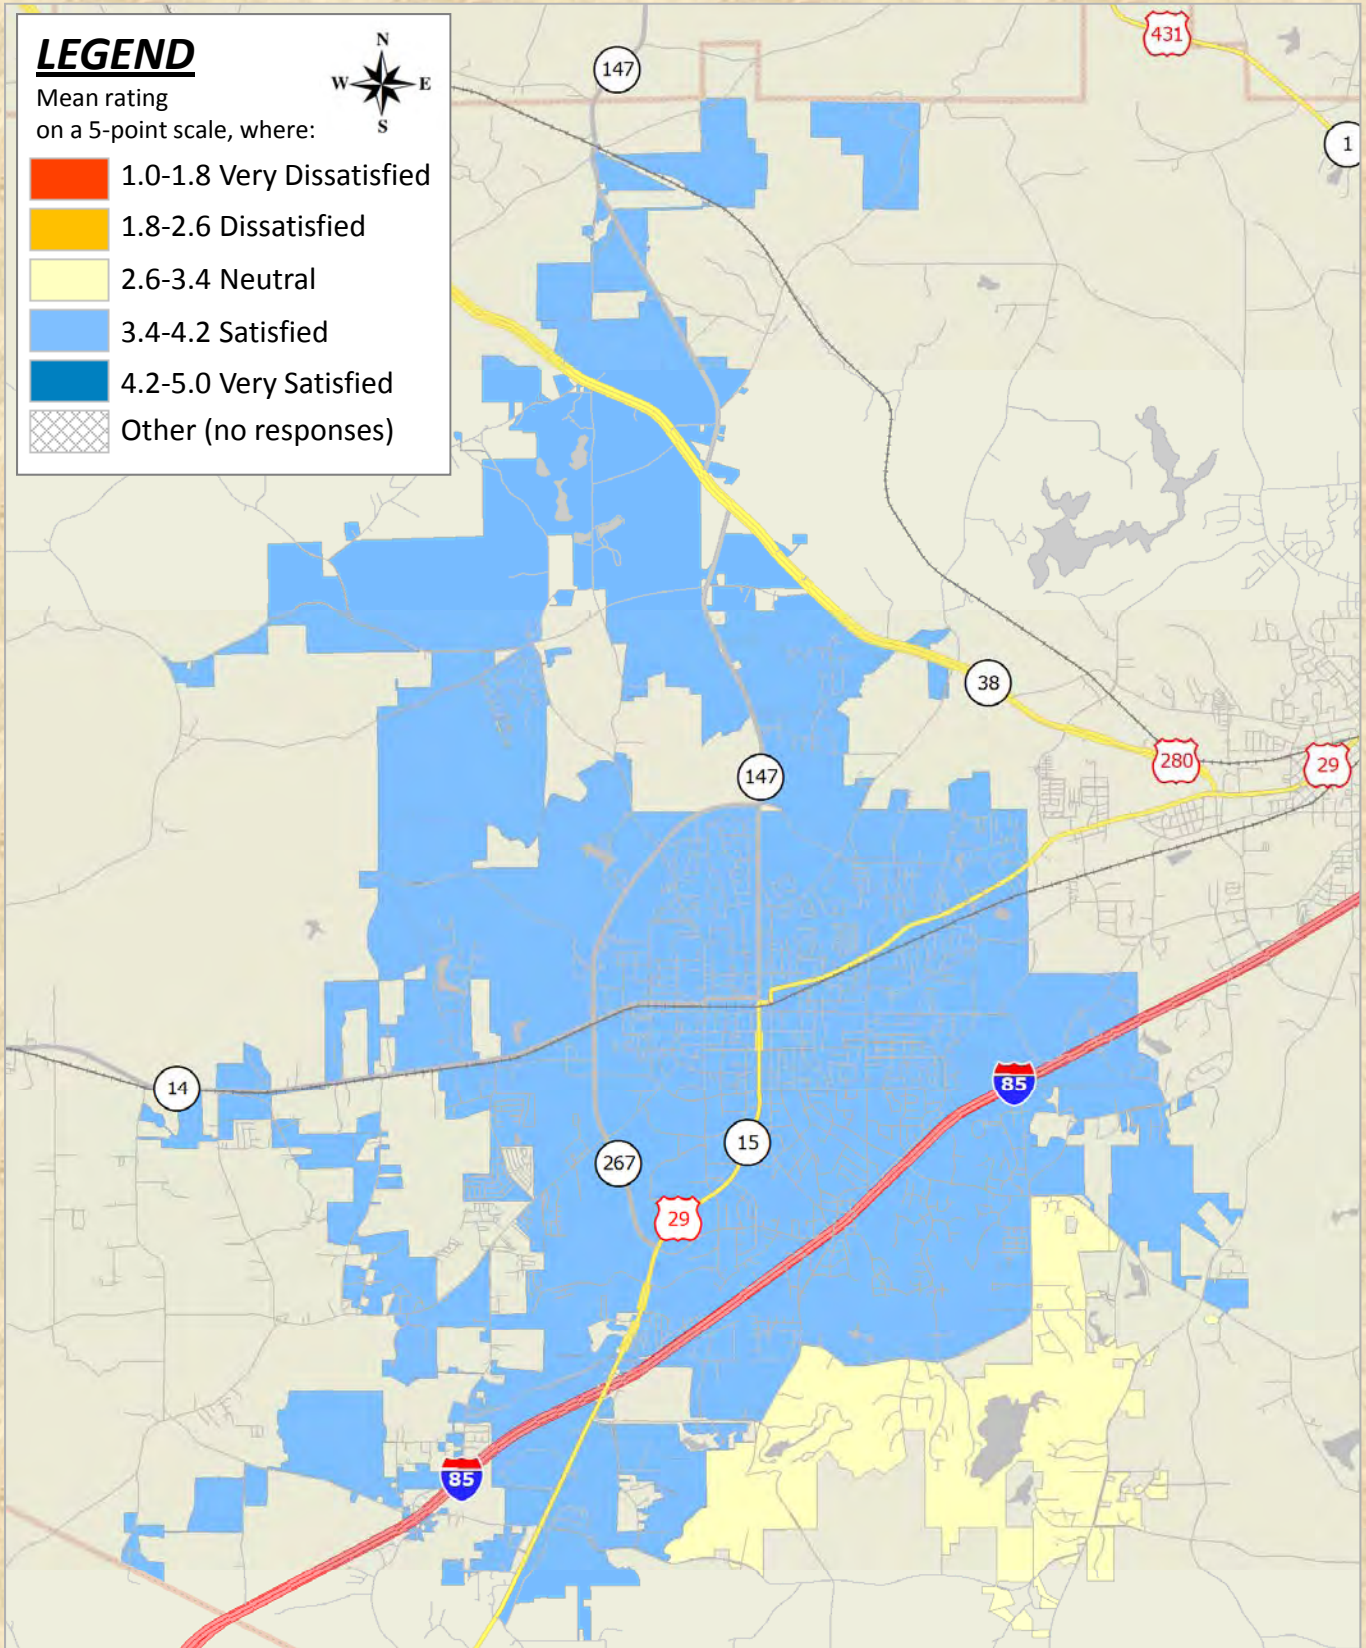 LEGEND
Mean rating
on a 5-point scale, where:
N
W E
S
1.0-1.8 Very Dissatisfied
1.8-2.6 Dissatisfied
2.6-3.4 Neutral
3.4-4.2 Satisfied
4.2-5.0 Very Satisfied
Other (no responses)
147
431
1
38
280
29
147
14
85
15
267
29
85